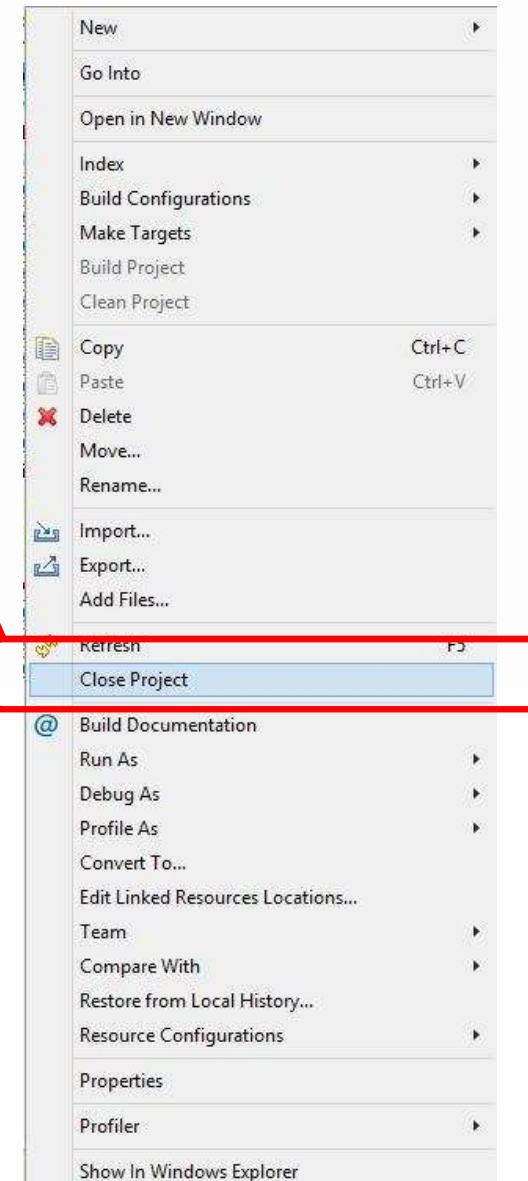 New
Go Into
Open in New Window
Index
Build Configurations
Make Targets
Build Project
Clean Project
Copy Ctrl+C
Paste Ctrl+V
Delete
Move...
Rename...
Import...
Export...
Add Files...
Refresh F5
Close Project
@ Build Documentation
Run As
Debug As
Profile As
Convert To...
Edit Linked Resources Locations...
Team
Compare With
Restore from Local History...
Resource Configurations
Properties
Profiler
Show In Windows Explorer